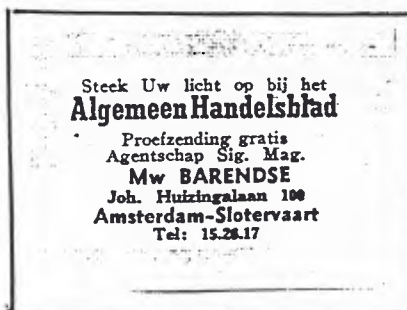 Steek Uw licht op bij het
Algemeen Handelsblad
Proefzending gratis
Agentschap Sig. Mag.
Mw BARENDSE
Joh. Huizingalaan 100
Amsterdam-Slotervaart
Tel: 15.28.17